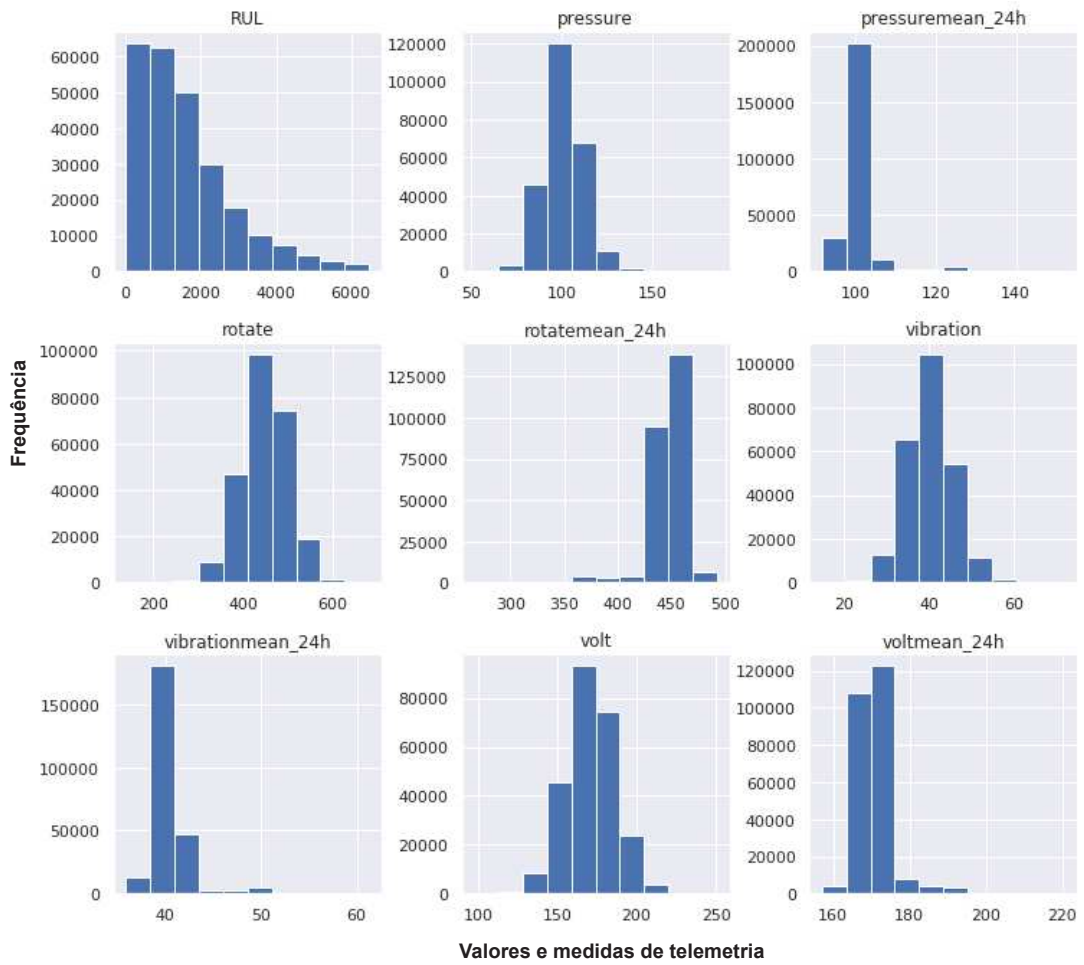 RUL
60000
50000
40000
30000
20000
10000
0
0 2000 4000 6000
pressure
120000
100000
80000
60000
40000
20000
0
50 100 150
pressuremean_24h
200000
150000
100000
50000
0
100 120 140
rotate
100000
80000
60000
40000
20000
0
200 400 600
rotatemean_24h
125000
100000
75000
50000
25000
0
300 350 400 450 500
vibration
100000
80000
60000
40000
20000
0
20 40 60
vibrationmean_24h
150000
100000
50000
0
40 50 60
volt
80000
60000
40000
20000
0
100 150 200 250
voltmean_24h
120000
100000
80000
60000
40000
20000
0
160 180 200 220
Frequência
Valores e medidas de telemetria